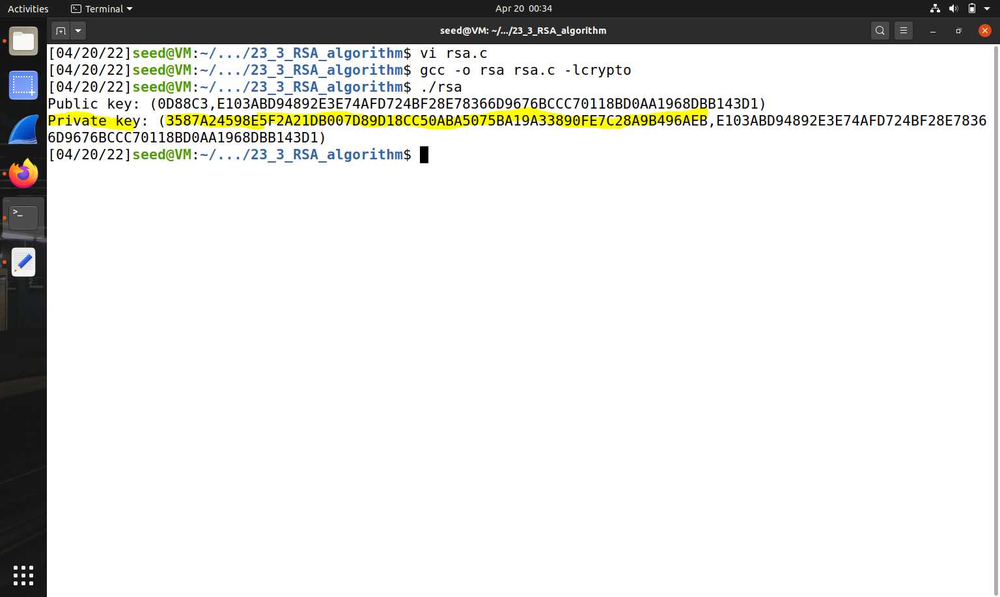 Activities Terminal Apr 20 00:34
seed@VM: ~/.../23_3_RSA_algorithm
[04/20/22]seed@VM:~/.../23_3_RSA_algorithm$ vi rsa.c
[04/20/22]seed@VM:~/.../23_3_RSA_algorithm$ gcc -o rsa rsa.c -lcrypto
[04/20/22]seed@VM:~/.../23_3_RSA_algorithm$ ./rsa
Public key: (0D88C3,E103ABD94892E3E74AFD724BF28E78366D9676BCCC70118BD0AA1968DBB143D1)
Private key: (3587A24598E5F2A21DB007D89D18CC50ABA5075BA19A33890FE7C28A9B496AEB,E103ABD94892E3E74AFD724BF28E7836
6D9676BCCC70118BD0AA1968DBB143D1)
[04/20/22]seed@VM:~/.../23_3_RSA_algorithm$
>_
2
Avenue